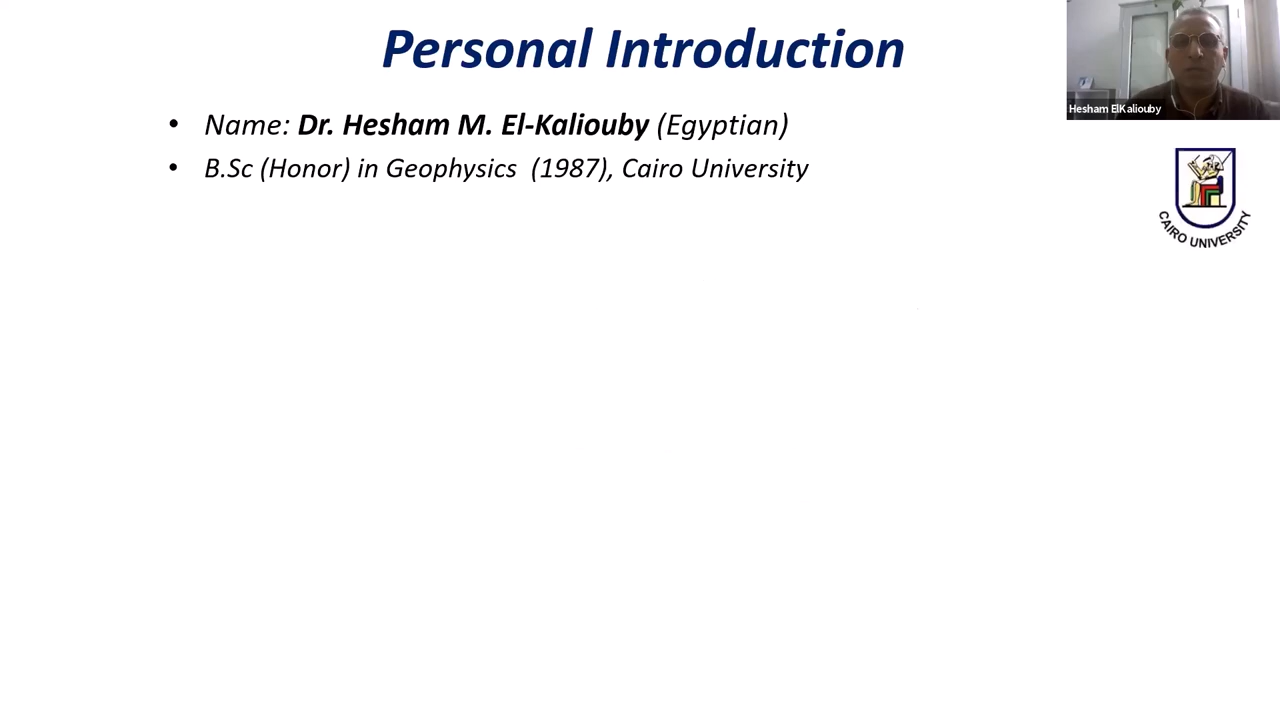 Personal Introduction
Hesham ElKaliouby
• Name: Dr. Hesham M. El-Kaliouby (Egyptian)
• B.Sc (Honor) in Geophysics (1987), Cairo University
CAIRO UNIVERSITY